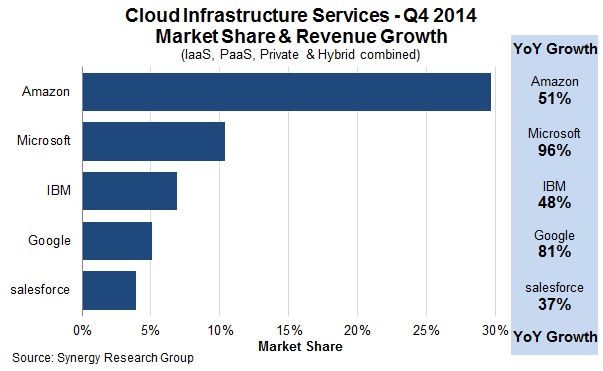 Cloud Infrastructure Services - Q4 2014
Market Share & Revenue Growth
(IaaS, PaaS, Private & Hybrid combined)
Amazon
Microsoft
IBM
Google
salesforce
0%
5%
10%
15%
20%
25%
30%
Market Share
Source: Synergy Research Group
YoY Growth
Amazon
51%
Microsoft
96%
IBM
48%
Google
81%
salesforce
37%
YoY Growth